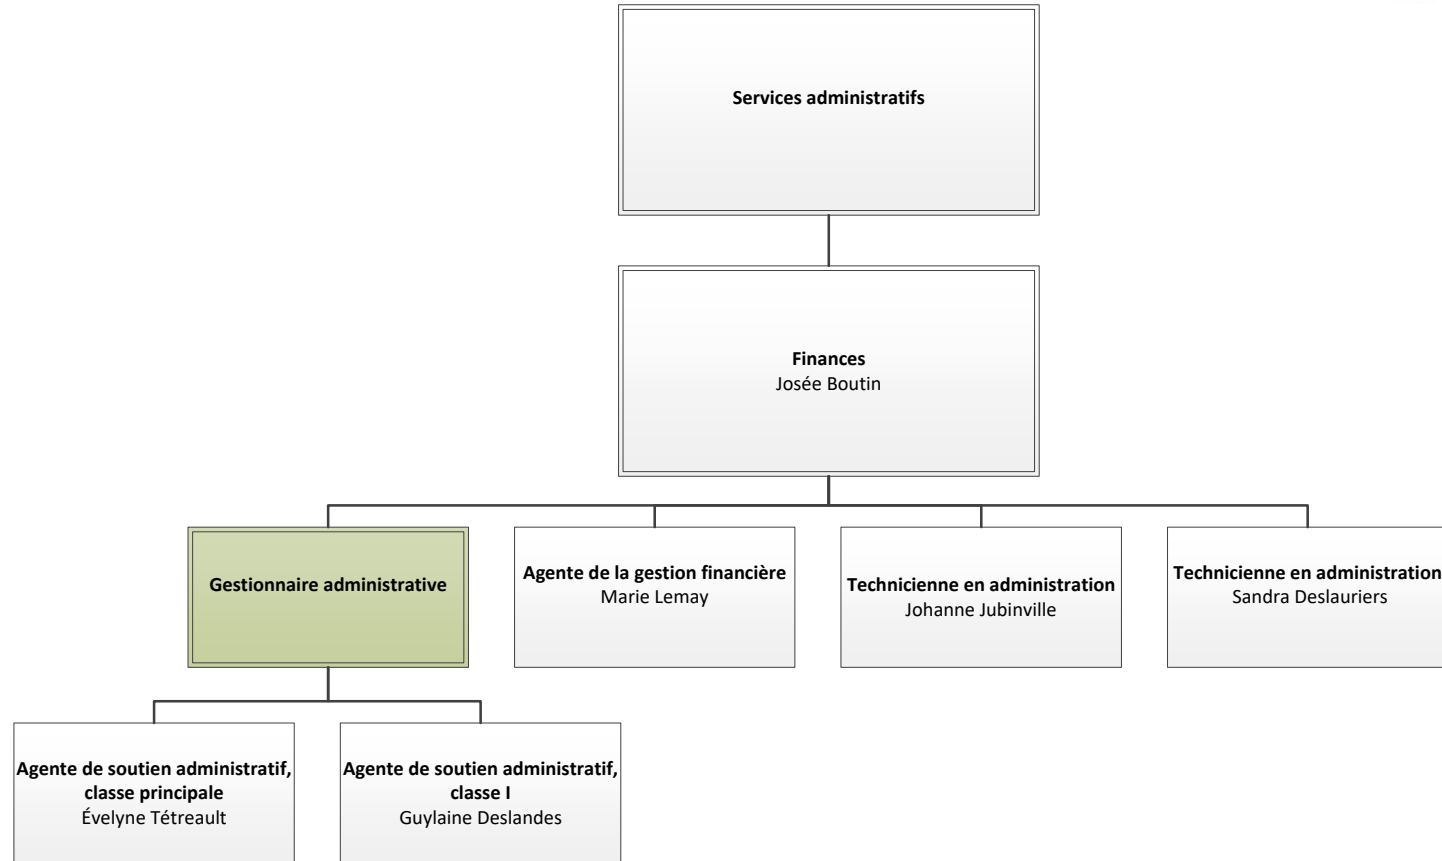 Services administratifs
Finances
Josée Boutin
Gestionnaire administrative
Agente de la gestion financière
Marie Lemay
Technicienne en administration
Johanne Jubinville
Technicienne en administration
Sandra Deslauriers
Agente de soutien administratif,
classe principale
Évelyne Tétreault
Agente de soutien administratif,
classe I
Guylaine Deslandes